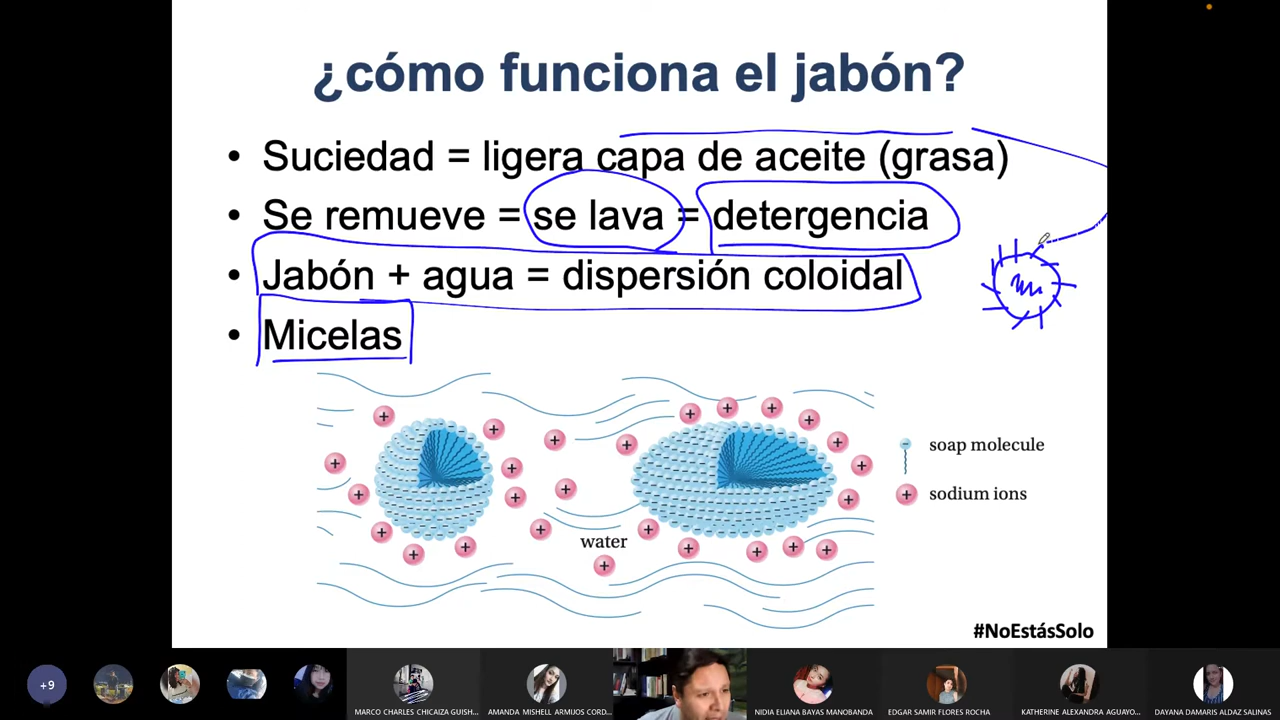 ¿cómo funciona el jabón?
• Suciedad = ligera capa de aceite (grasa)
• Se remueve = se lava = detergencia
• Jabón + agua = dispersión coloidal
• Micelas
soap molecule
sodium ions
water
#NoEstásSolo
+9
MARCO CHARLES CHICAIZA GUISH...
AMANDA MISHELL ARMIJOS CORD...
NIDIA ELIANA BAYAS MANOBANDA
EDGAR SAMIR FLORES ROCHA
KATHERINE ALEXANDRA AGUAYO...
DAYANA DAMARIS ALDAZ SALINAS